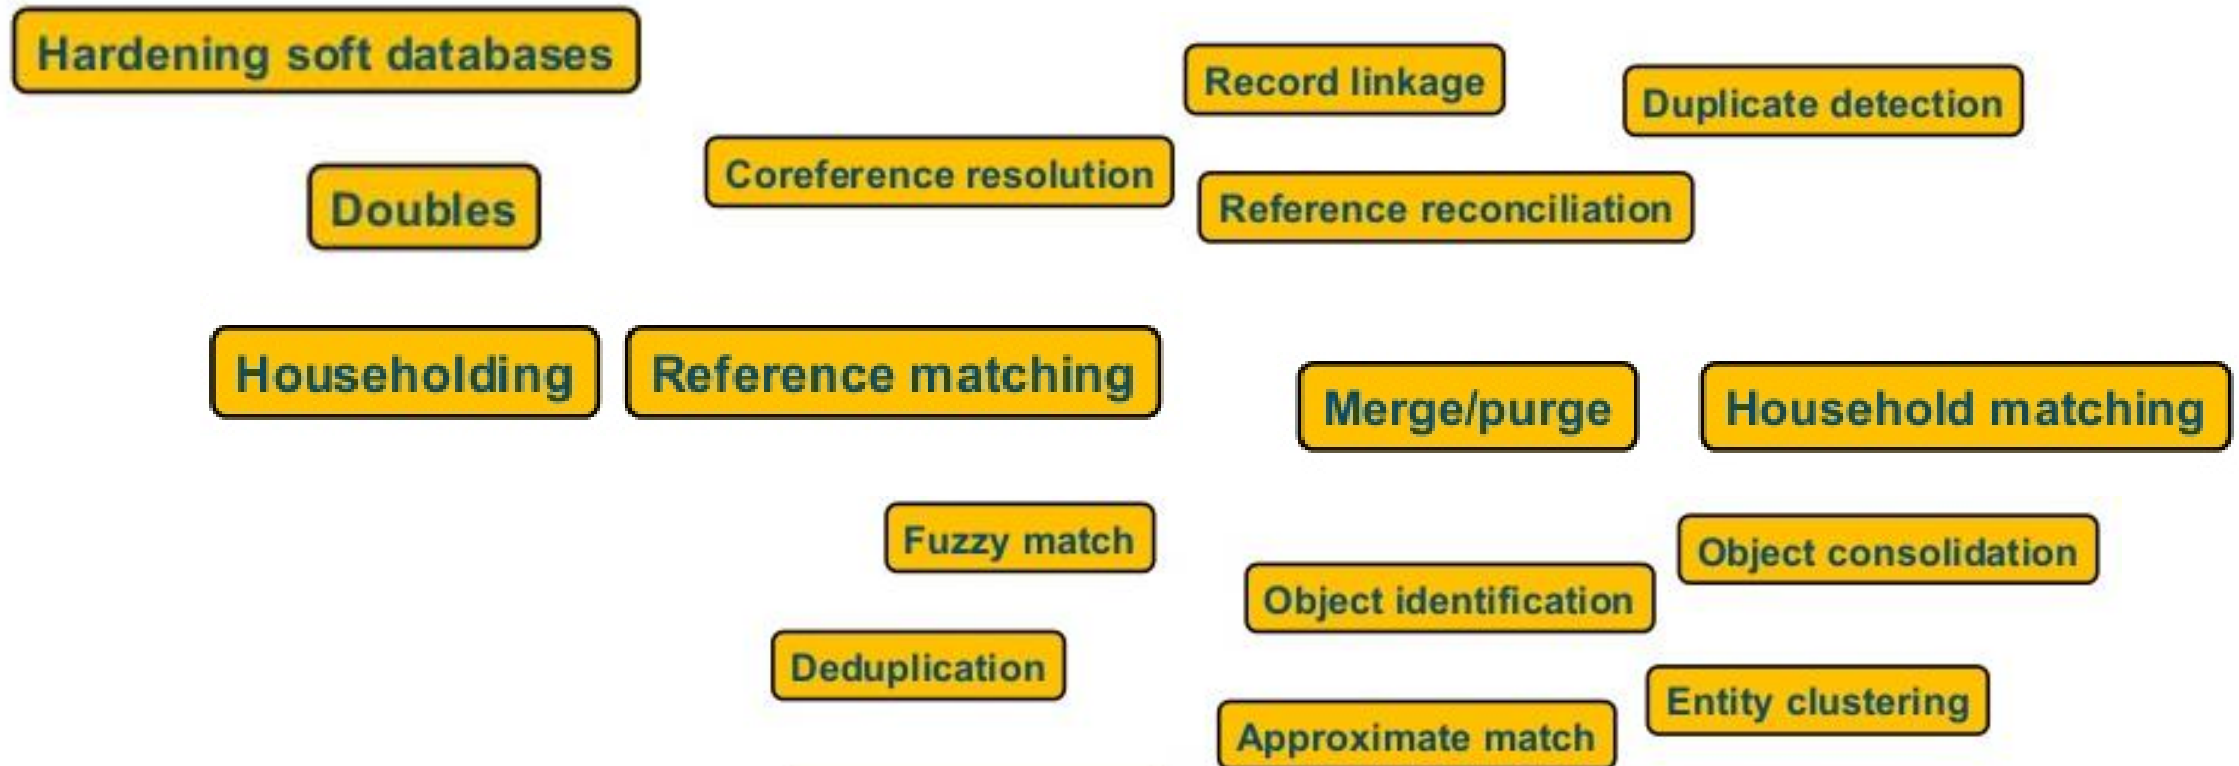 Hardening soft databases
Record linkage
Duplicate detection
Coreference resolution
Doubles
Reference reconciliation
Householding
Reference matching
Merge/purge
Household matching
Fuzzy match
Object consolidation
Object identification
Deduplication
Entity clustering
Approximate match